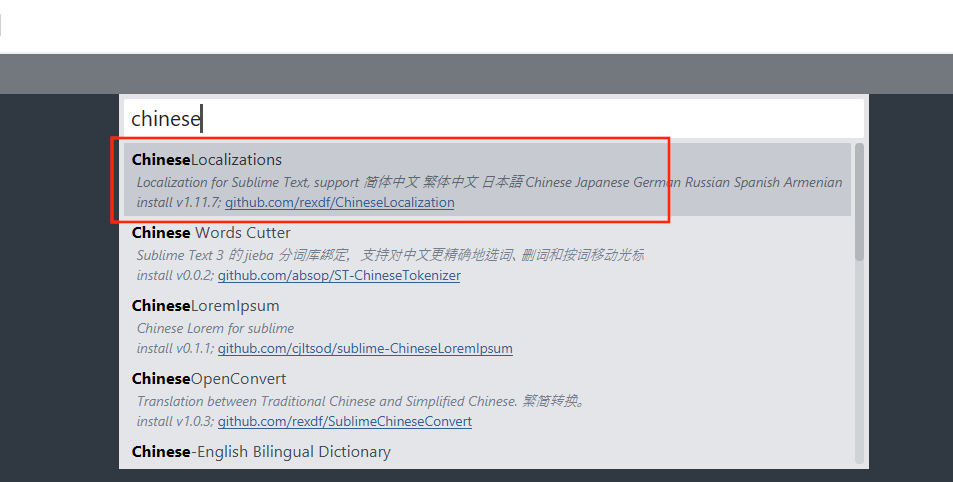 chinese
ChineseLocalizations
Localization for Sublime Text, support 简体中文 繁体中文 日本語 Chinese Japanese German Russian Spanish Armenian
install v1.11.7; github.com/rexdf/ChineseLocalization
Chinese Words Cutter
Sublime Text 3 的 jieba 分词库绑定，支持对中文更精确地选词、删词和按词移动光标
install v0.0.2; github.com/absop/ST-ChineseTokenizer
ChineseLoremIpsum
Chinese Lorem for sublime
install v0.1.1; github.com/cjltsod/sublime-ChineseLoremIpsum
ChineseOpenConvert
Translation between Traditional Chinese and Simplified Chinese. 繁简转换。
install v1.0.3; github.com/rexdf/SublimeChineseConvert
Chinese-English Bilingual Dictionary